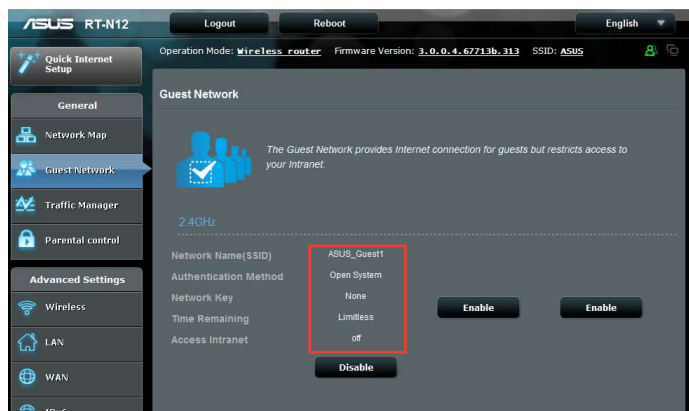 ASUS RT-N12 Logout Reboot English
Quick Internet Setup
Operation Mode: Wireless router Firmware Version: 3.0.0.4.67713b.313 SSID: ASUS
General
Network Map
Guest Network
Traffic Manager
Parental control
Advanced Settings
Wireless
LAN
WAN
Guest Network
The Guest Network provides Internet connection for guests but restricts access to
your Intranet.
2.4GHz
Network Name(SSID) ASUS_Guest1
Authentication Method Open System
Network Key None
Time Remaining Limitless
Access Intranet off
Enable Enable
Disable